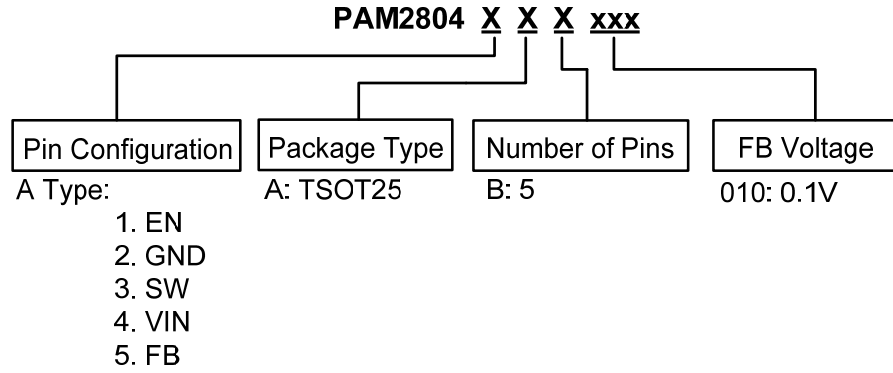 PAM2804 X X X xxx
Pin Configuration
Package Type
Number of Pins
FB Voltage
A Type:
A: TSOT25
B: 5
010: 0.1V
1. EN
2. GND
3. SW
4. VIN
5. FB